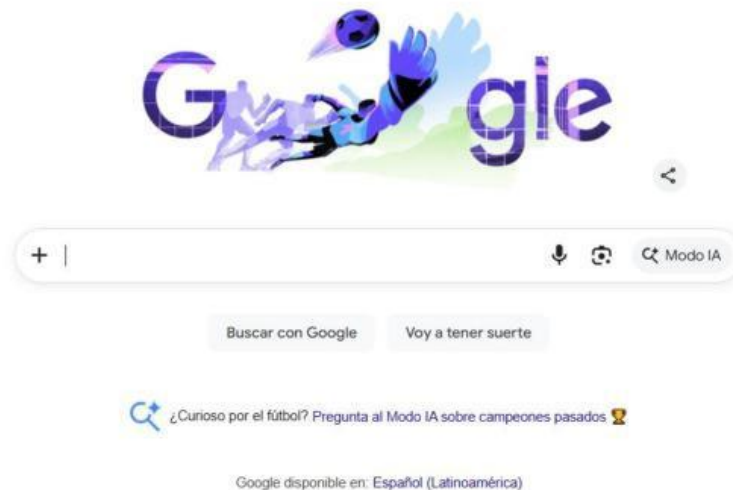 Google
Modo IA
Buscar con Google
Voy a tener suerte
¿Curioso por el fútbol? Pregunta al Modo IA sobre campeones pasados 🏆
Google disponible en: Español (Latinoamérica)